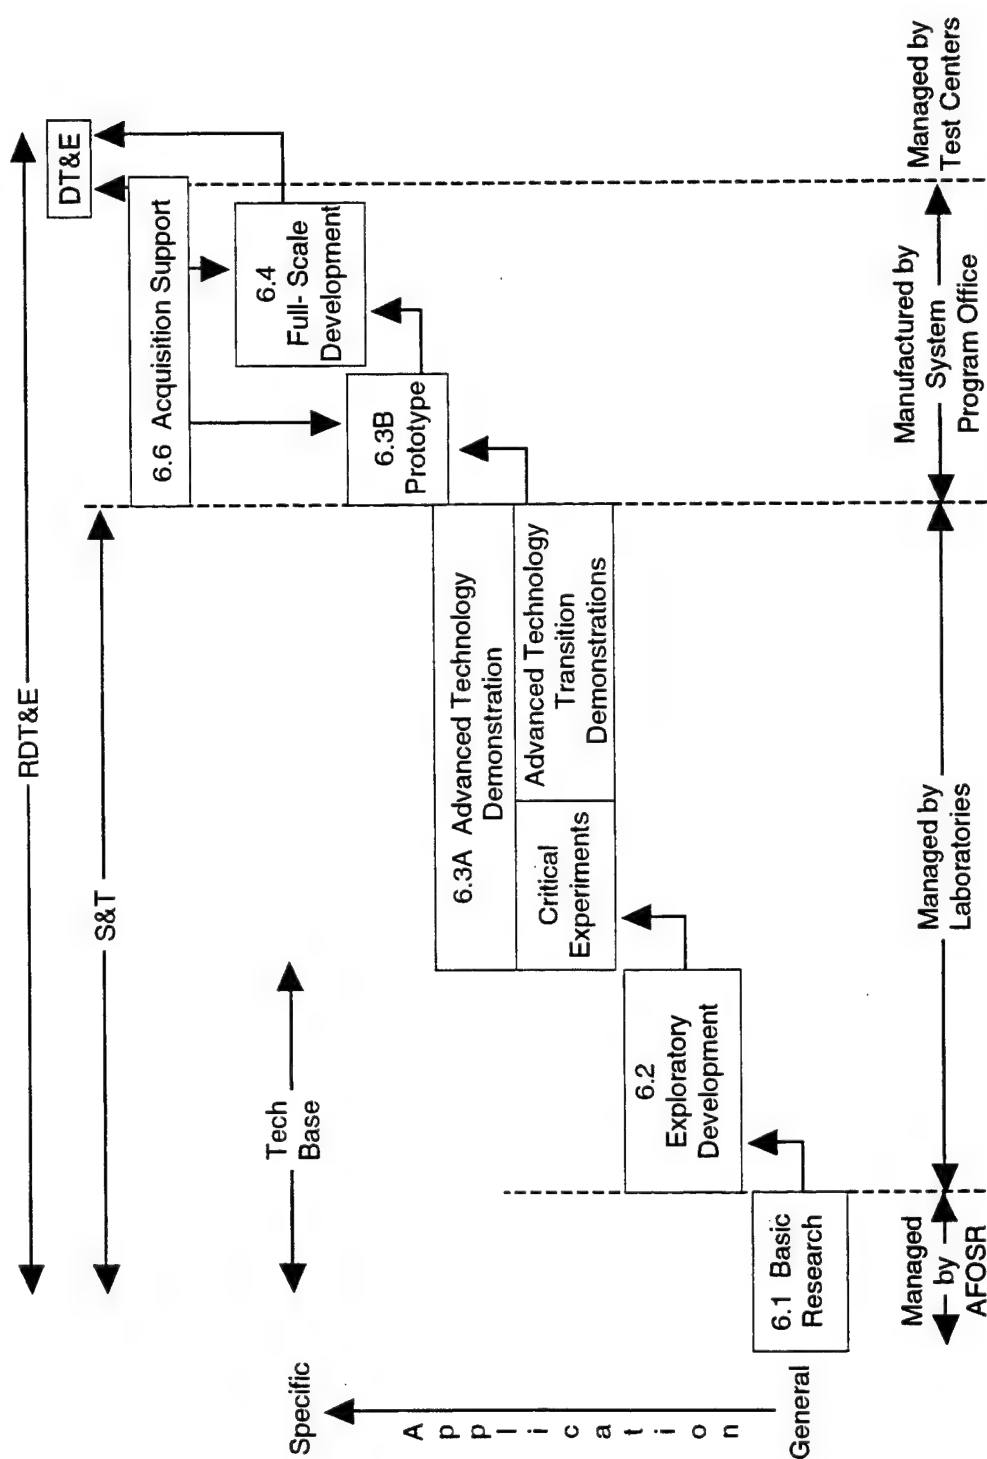 RDT&E
S&T
Tech
Base
DT&E
6.6 Acquisition Support
6.4
Full- Scale
Development
6.3B
Prototype
6.3A Advanced Technology
Demonstration
Critical
Experiments
Advanced Technology
Transition
Demonstrations
6.2
Exploratory
Development
6.1 Basic
Research
Specific
Application
General
Managed
by
AFOSR
Managed by
Laboratories
Manufactured by
System
Program Office
Managed by
Test Centers